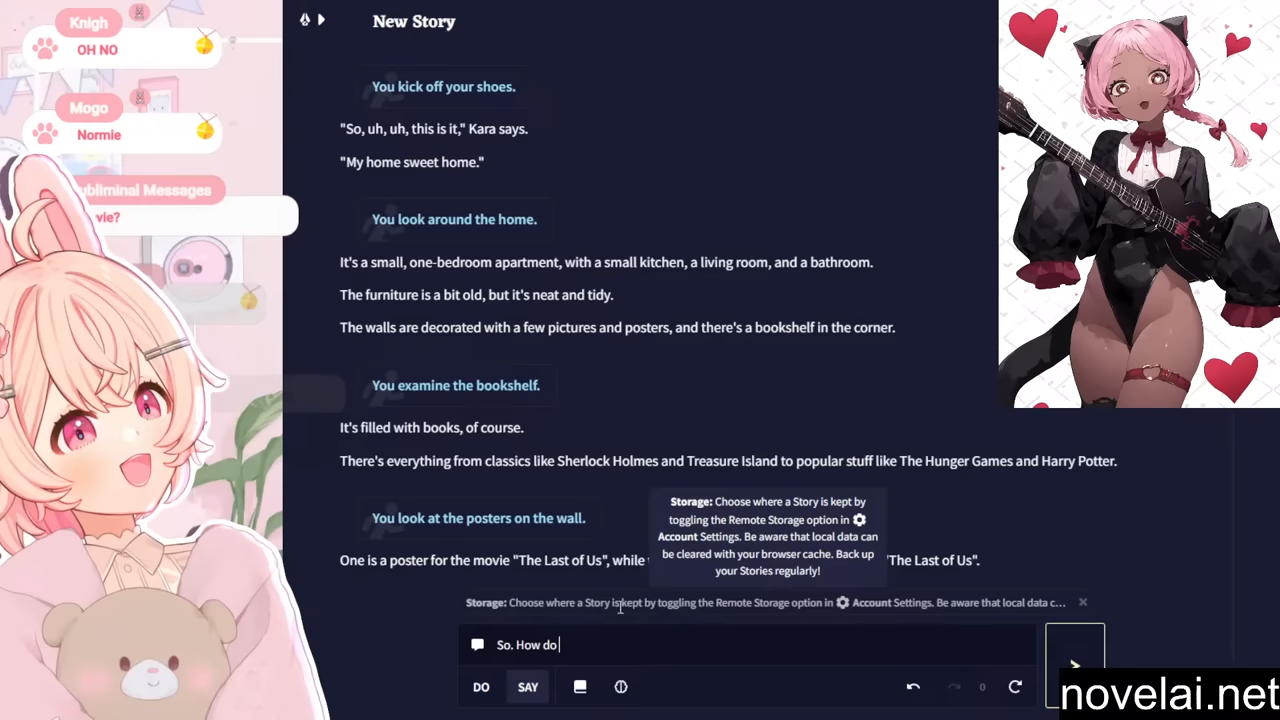 Knigh
OH NO
Mogo
Normie
ubliminal Messages
vie?
New Story
You kick off your shoes.
"So, uh, uh, this is it," Kara says.
"My home sweet home."
You look around the home.
It's a small, one-bedroom apartment, with a small kitchen, a living room, and a bathroom.
The furniture is a bit old, but it's neat and tidy.
The walls are decorated with a few pictures and posters, and there's a bookshelf in the corner.
You examine the bookshelf.
It's filled with books, of course.
There's everything from classics like Sherlock Holmes and Treasure Island to popular stuff like The Hunger Games and Harry Potter.
You look at the posters on the wall.
One is a poster for the movie "The Last of Us", while "The Last of Us".
Storage: Choose where a Story is kept by
toggling the Remote Storage option in
Account Settings. Be aware that local data can
be cleared with your browser cache. Back up
your Stories regularly!
Storage: Choose where a Story is kept by toggling the Remote Storage option in Account Settings. Be aware that local data c...
So. How do
DO SAY 0
novelai.net